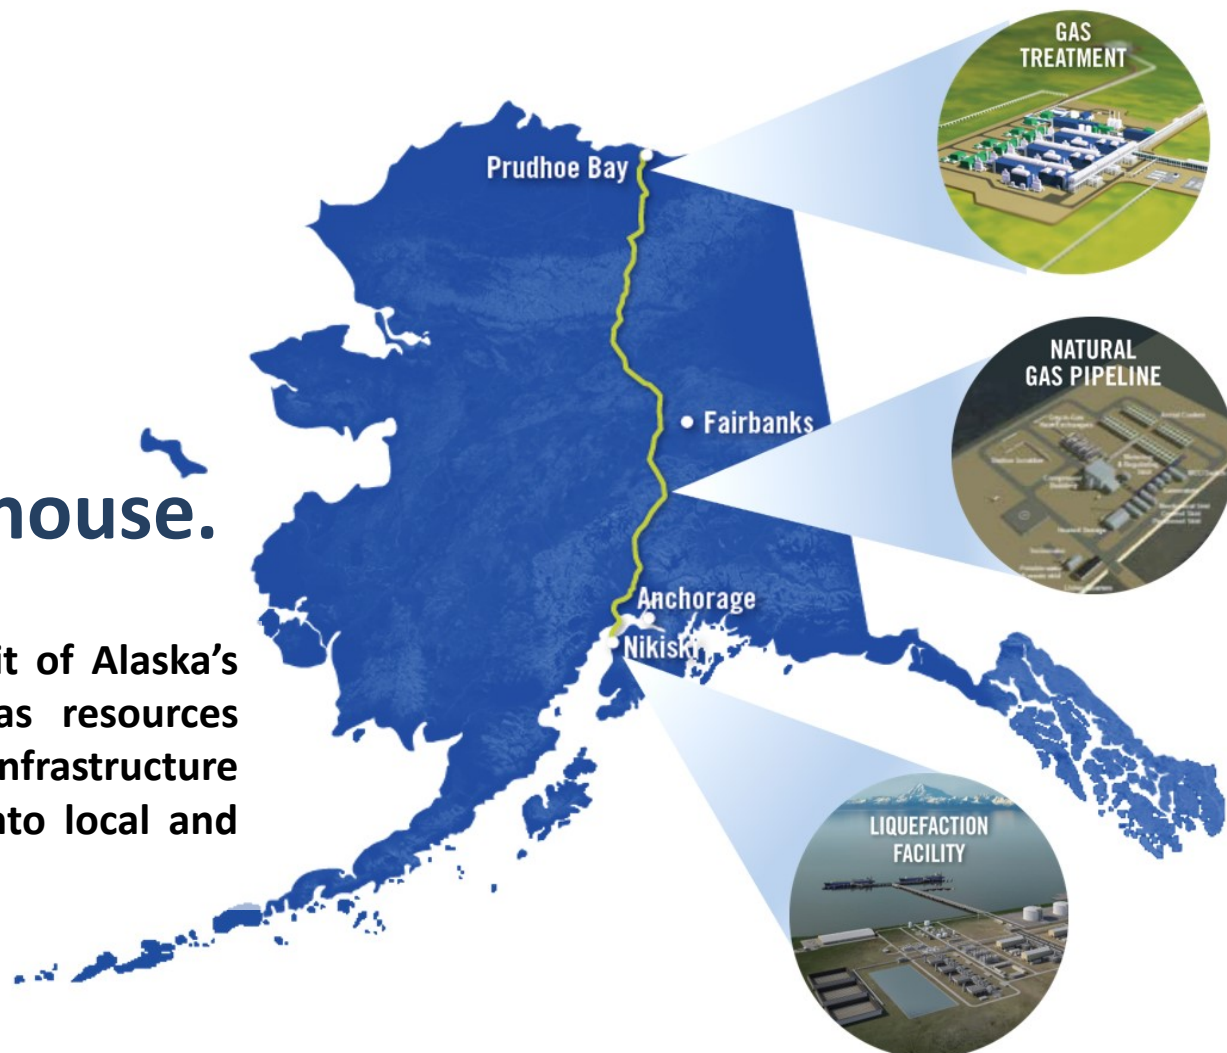 GAS
TREATMENT
Prudhoe Bay
NATURAL
GAS PIPELINE
Fairbanks
house.
Anchorage
Nikiski
it of Alaska’s
as resources
nfrastructure
nto local and
LIQUEFACTION
FACILITY